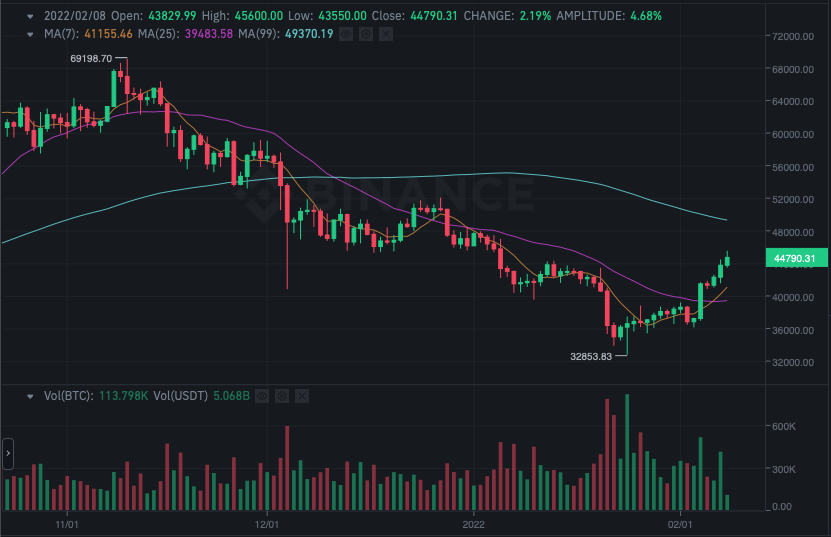 2022/02/08 Open: 43829.99 High: 45600.00 Low: 43550.00 Close: 44790.31 CHANGE: 2.19% AMPLITUDE: 4.68%
MA(7): 41155.46 MA(25): 39483.58 MA(99): 49370.19
72000.00
69198.70
68000.00
64000.00
60000.00
56000.00
BINANCE
52000.00
48000.00
44790.31
40000.00
36000.00
32853.83
32000.00
Vol(BTC): 113.798K Vol(USDT) 5.068B
600K
300K
0.00
11/01 12/01 2022 02/01